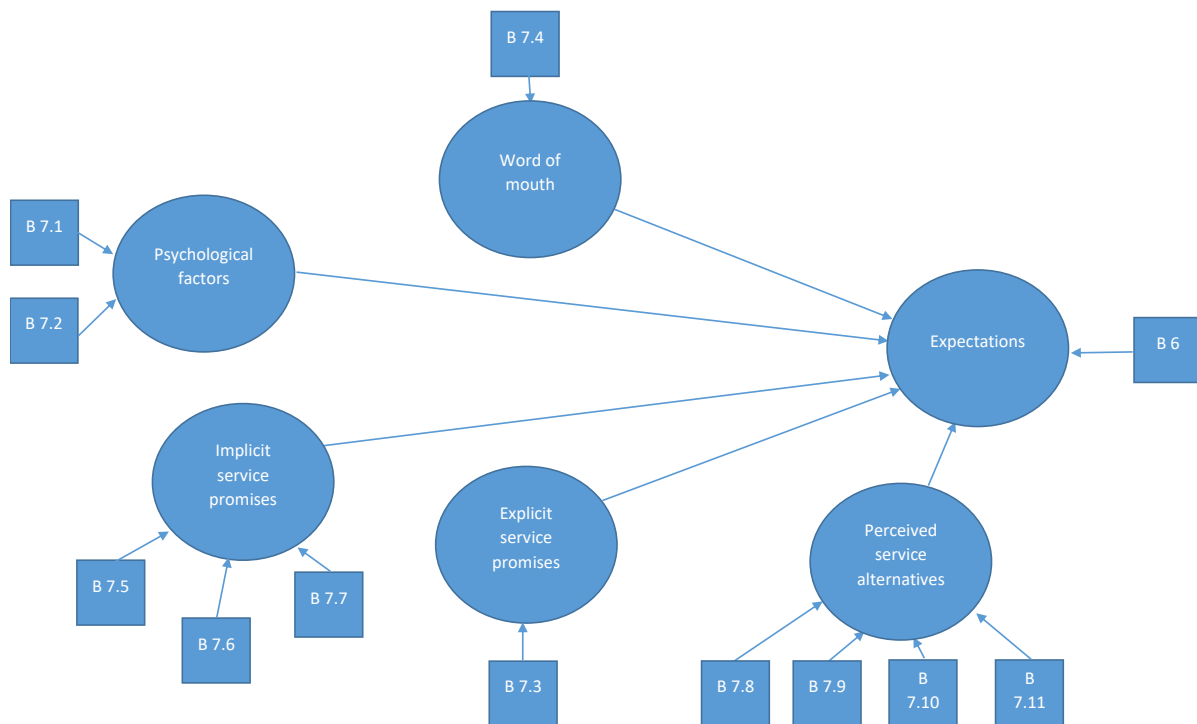 B 7.4
Word of
mouth
B 7.1
Psychological
factors
B 7.2
Expectations
B 6
Implicit
service
promises
Explicit
service
promises
Perceived
service
alternatives
B 7.5
B 7.7
B 7.6
B 7.3
B 7.8
B 7.9
B
7.10
B
7.11